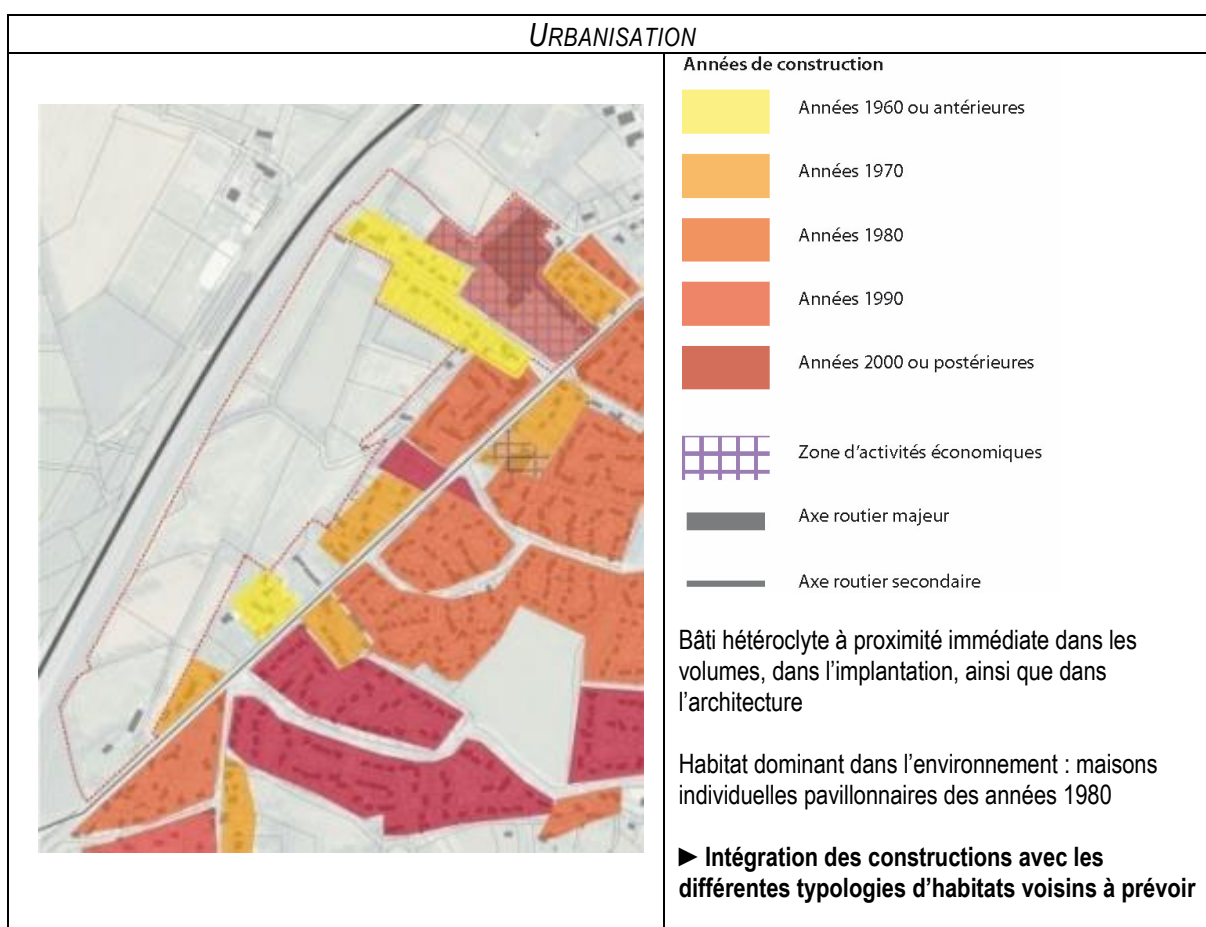 URBANISATION
Années de construction
Années 1960 ou antérieures
Années 1970
Années 1980
Années 1990
Années 2000 ou postérieures
Zone d'activités économiques
Axe routier majeur
Axe routier secondaire
Bâti hétéroclyte à proximité immédiate dans les
volumes, dans l'implantation, ainsi que dans
l'architecture
Habitat dominant dans l'environnement : maisons
individuelles pavillonnaires des années 1980
► Intégration des constructions avec les
différentes typologies d'habitats voisins à prévoir